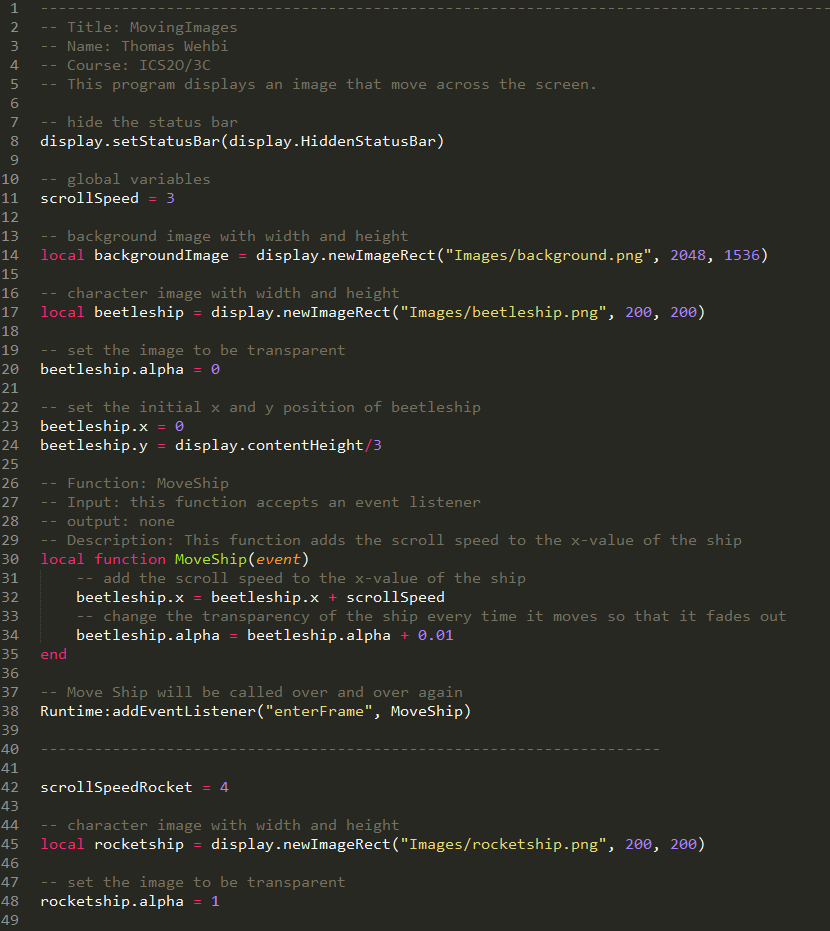 1 ----------------------------------------------------------------------------------------
2 -- Title: MovingImages
3 -- Name: Thomas Wehbi
4 -- Course: ICS2O/3C
5 -- This program displays an image that move across the screen.
6
7 -- hide the status bar
8 display.setStatusBar(display.HiddenStatusBar)
9
10 -- global variables
11 scrollSpeed = 3
12
13 -- background image with width and height
14 local backgroundImage = display.newImageRect("Images/background.png", 2048, 1536)
15
16 -- character image with width and height
17 local beetleship = display.newImageRect("Images/beetleship.png", 200, 200)
18
19 -- set the image to be transparent
20 beetleship.alpha = 0
21
22 -- set the initial x and y position of beetleship
23 beetleship.x = 0
24 beetleship.y = display.contentHeight/3
25
26 -- Function: MoveShip
27 -- Input: this function accepts an event listener
28 -- output: none
29 -- Description: This function adds the scroll speed to the x-value of the ship
30 local function MoveShip(event)
31     -- add the scroll speed to the x-value of the ship
32     beetleship.x = beetleship.x + scrollSpeed
33     -- change the transparency of the ship every time it moves so that it fades out
34     beetleship.alpha = beetleship.alpha + 0.01
35 end
36
37 -- Move Ship will be called over and over again
38 Runtime:addEventListener("enterFrame", MoveShip)
39
40 ---------------------------------------------------------------------
41
42 scrollSpeedRocket = 4
43
44 -- character image with width and height
45 local rocketship = display.newImageRect("Images/rocketship.png", 200, 200)
46
47 -- set the image to be transparent
48 rocketship.alpha = 1
49